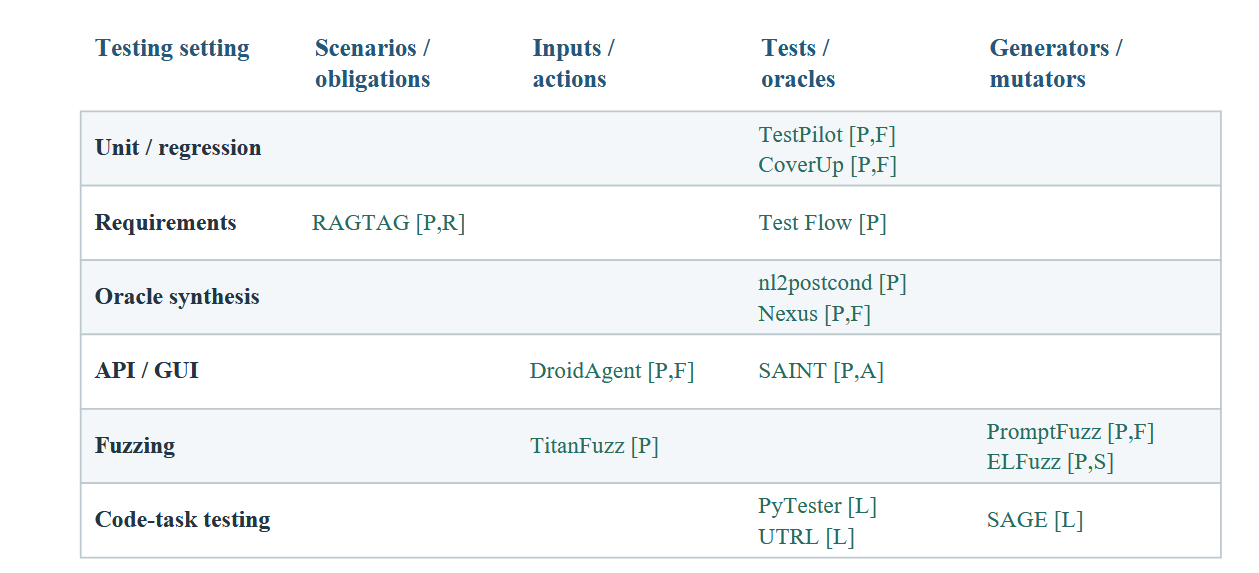 Testing setting
Scenarios /
obligations
Inputs /
actions
Tests /
oracles
Generators /
mutators
Unit / regression
TestPilot [P,F]
CoverUp [P,F]
Requirements
RAGTAG [P,R]
Test Flow [P]
Oracle synthesis
nl2postcond [P]
Nexus [P,F]
API / GUI
DroidAgent [P,F]
SAINT [P,A]
Fuzzing
TitanFuzz [P]
PromptFuzz [P,F]
ELFuzz [P,S]
Code-task testing
PyTester [L]
UTRL [L]
SAGE [L]